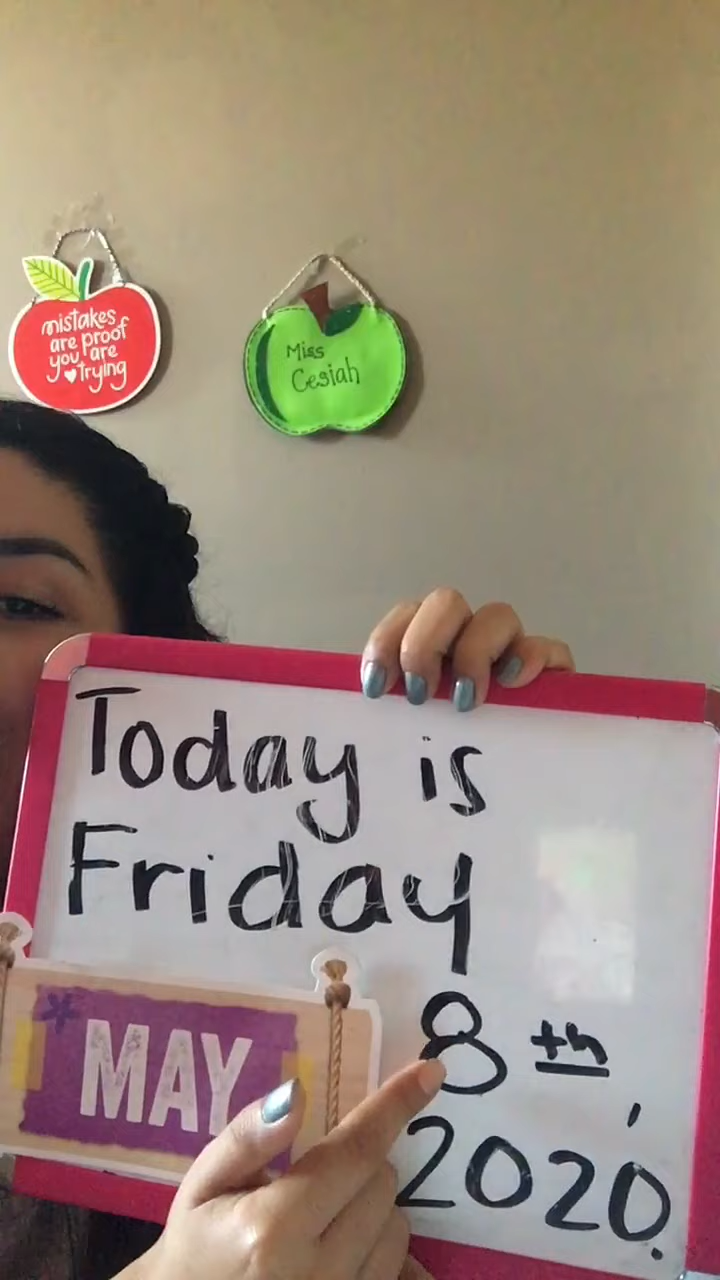 mistakes
are proof
you are
trying
Miss
Cesiah
Today is
Friday
MAY 8th,
2020.